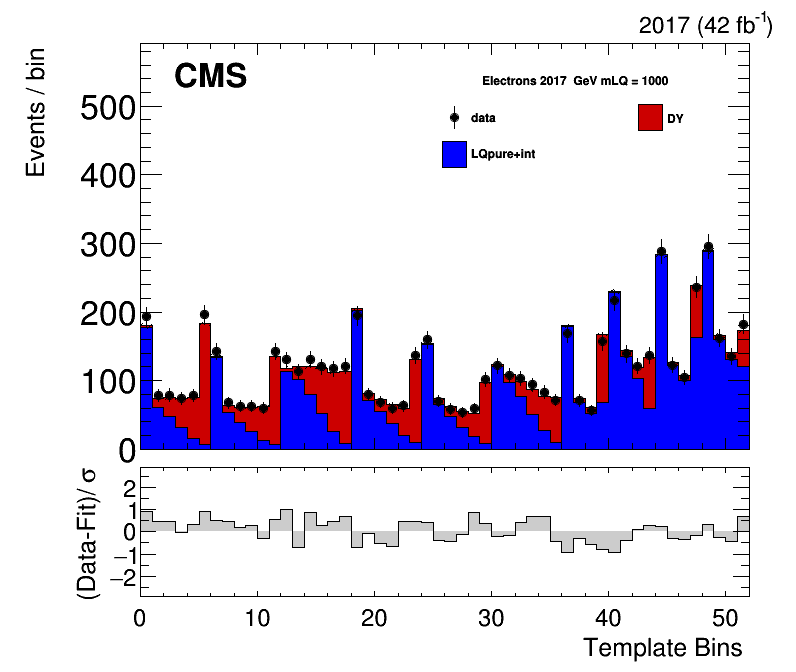 2017 (42 fb-1)
CMS
Electrons 2017 GeV mLQ = 1000
data
DY
LQpure+int
Events / bin
500
400
300
200
100
0
(Data-Fit)/ σ
2
1
0
−1
−2
0 10 20 30 40 50
Template Bins